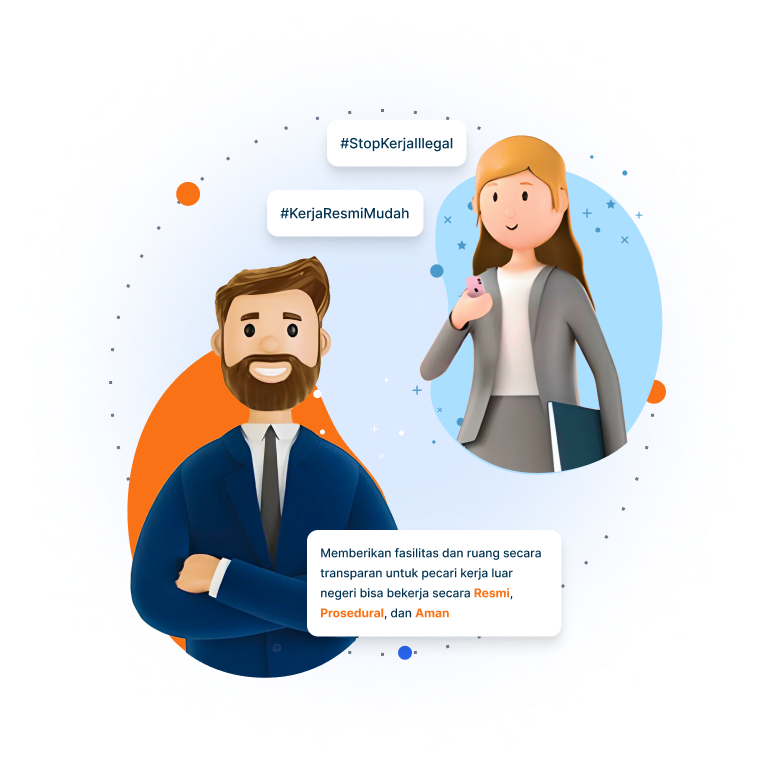 #StopKerjaIllegal
#KerjaResmiMudah
Memberikan fasilitas dan ruang secara
transparan untuk pecari kerja luar
negeri bisa bekerja secara Resmi,
Prosedural, dan Aman